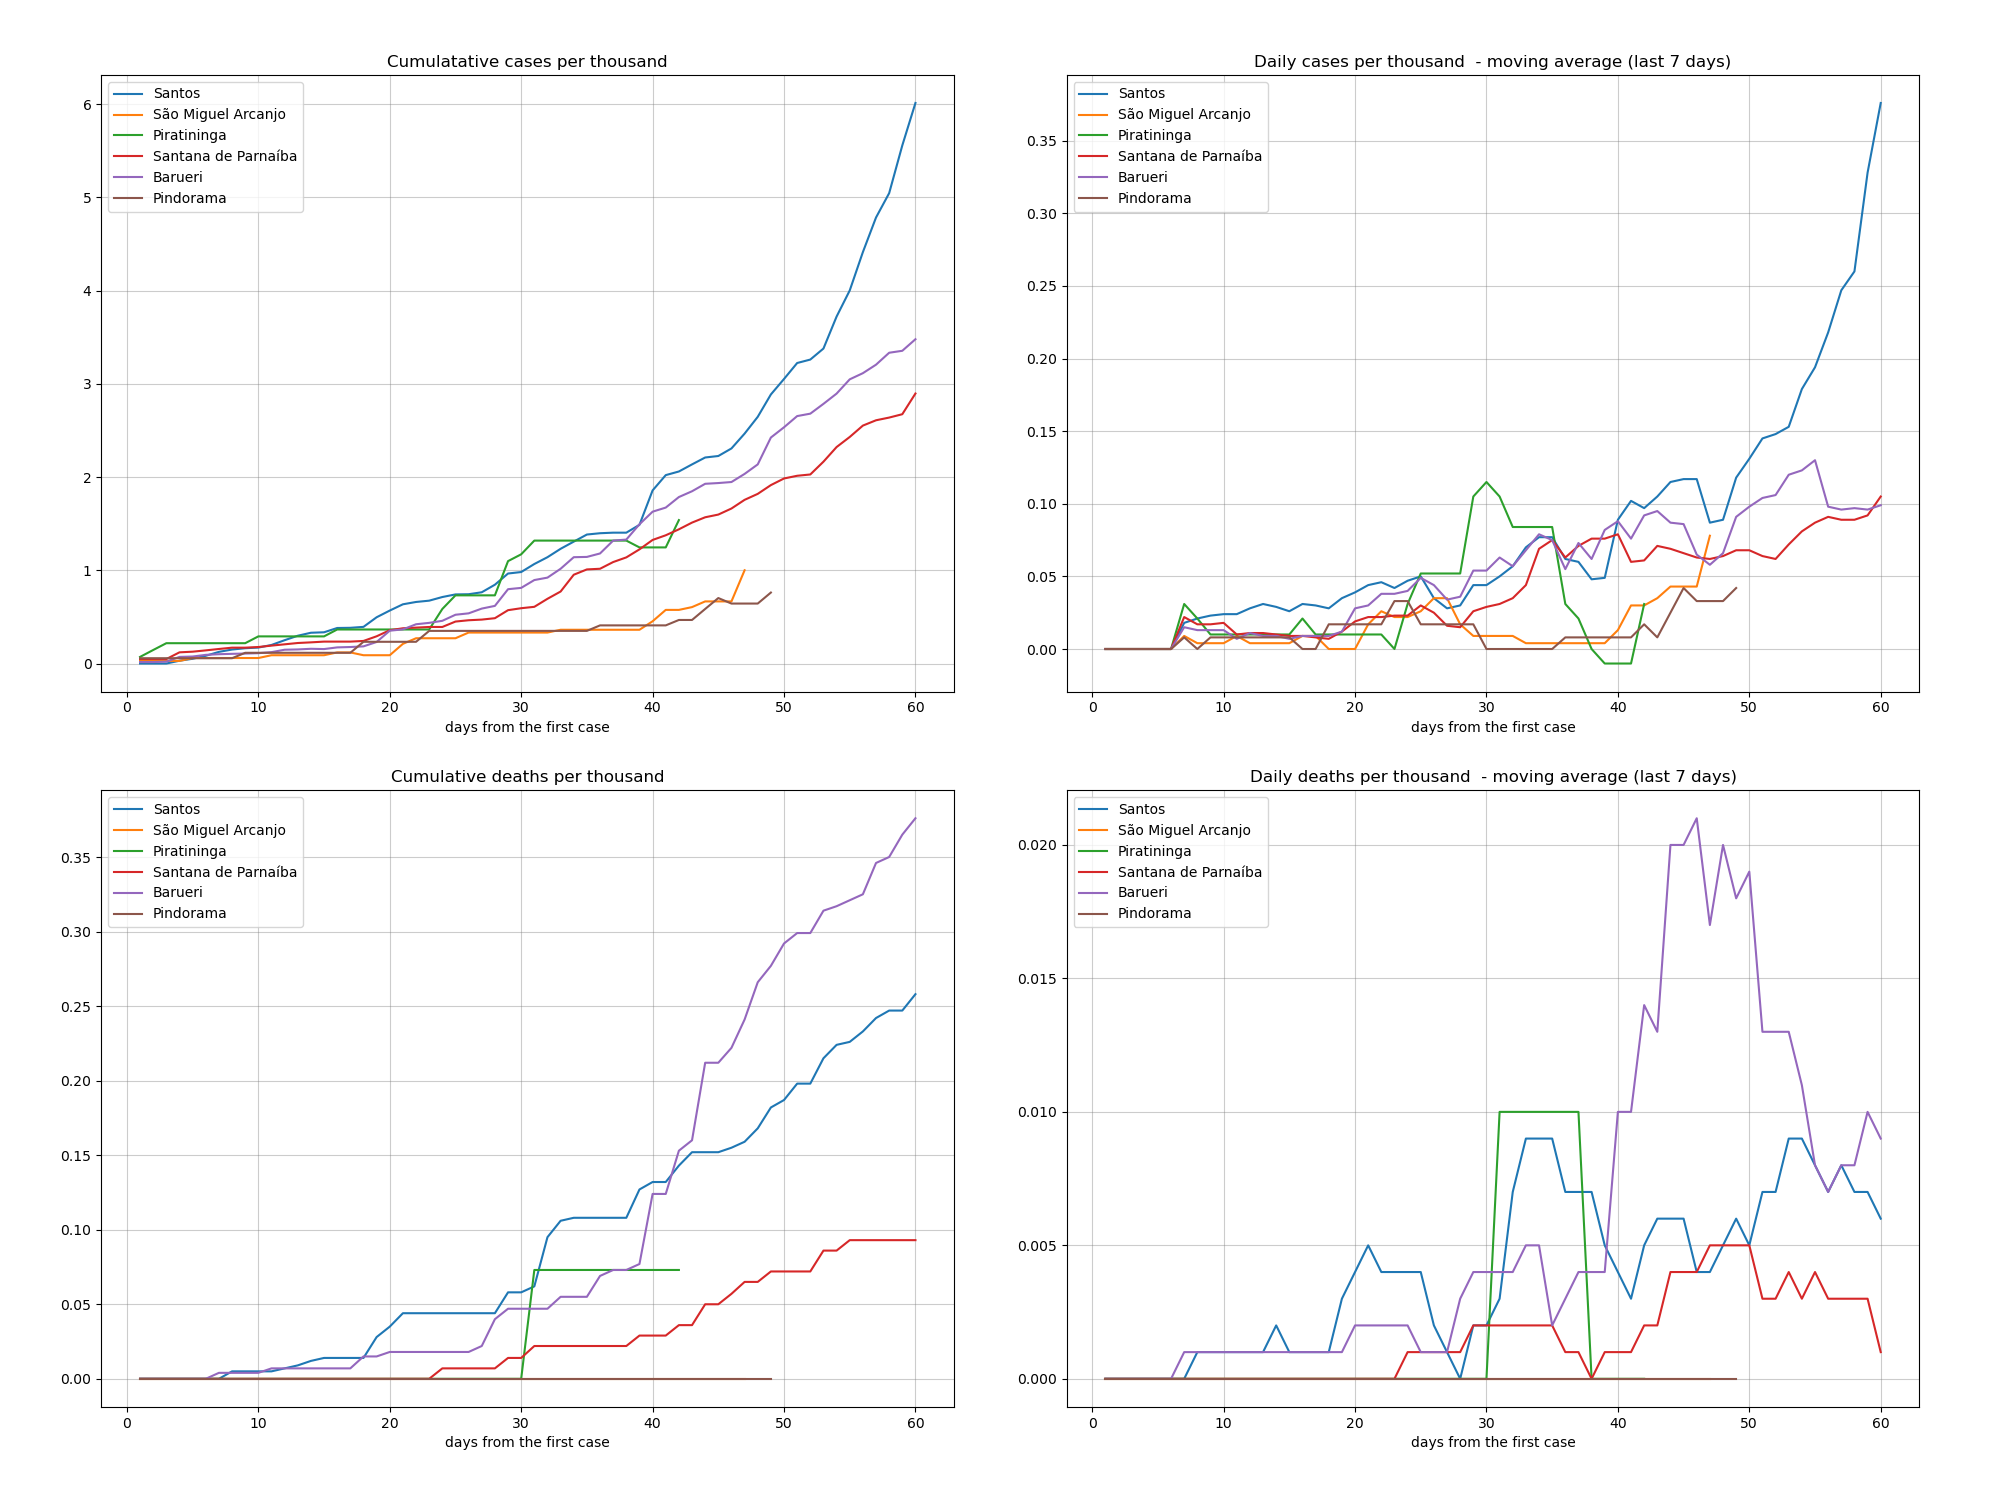 Cumulatative cases per thousand
6
5
4
3
2
1
0
Santos
São Miguel Arcanjo
Piratininga
Santana de Parnaíba
Barueri
Pindorama
0 10 20 30 40 50 60
days from the first case
Daily cases per thousand - moving average (last 7 days)
0.35
0.30
0.25
0.20
0.15
0.10
0.05
0.00
Santos
São Miguel Arcanjo
Piratininga
Santana de Parnaíba
Barueri
Pindorama
0 10 20 30 40 50 60
days from the first case
Cumulative deaths per thousand
0.35
0.30
0.25
0.20
0.15
0.10
0.05
0.00
Santos
São Miguel Arcanjo
Piratininga
Santana de Parnaíba
Barueri
Pindorama
0 10 20 30 40 50 60
days from the first case
Daily deaths per thousand - moving average (last 7 days)
0.020
0.015
0.010
0.005
0.000
Santos
São Miguel Arcanjo
Piratininga
Santana de Parnaíba
Barueri
Pindorama
0 10 20 30 40 50 60
days from the first case